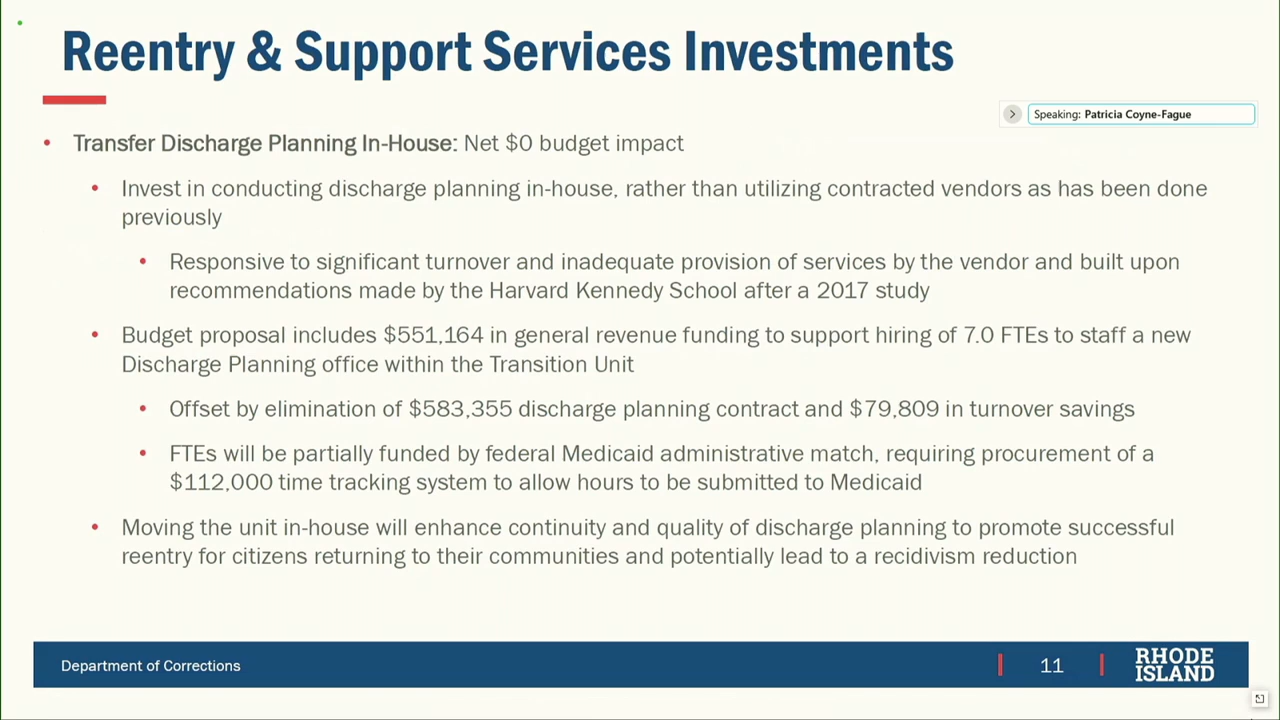 Reentry & Support Services Investments
Speaking: Patricia Coyne-Fague
• Transfer Discharge Planning In-House: Net $0 budget impact
• Invest in conducting discharge planning in-house, rather than utilizing contracted vendors as has been done
previously
• Responsive to significant turnover and inadequate provision of services by the vendor and built upon
recommendations made by the Harvard Kennedy School after a 2017 study
• Budget proposal includes $551,164 in general revenue funding to support hiring of 7.0 FTEs to staff a new
Discharge Planning office within the Transition Unit
• Offset by elimination of $583,355 discharge planning contract and $79,809 in turnover savings
• FTEs will be partially funded by federal Medicaid administrative match, requiring procurement of a
$112,000 time tracking system to allow hours to be submitted to Medicaid
• Moving the unit in-house will enhance continuity and quality of discharge planning to promote successful
reentry for citizens returning to their communities and potentially lead to a recidivism reduction
Department of Corrections
11
RHODE
ISLAND